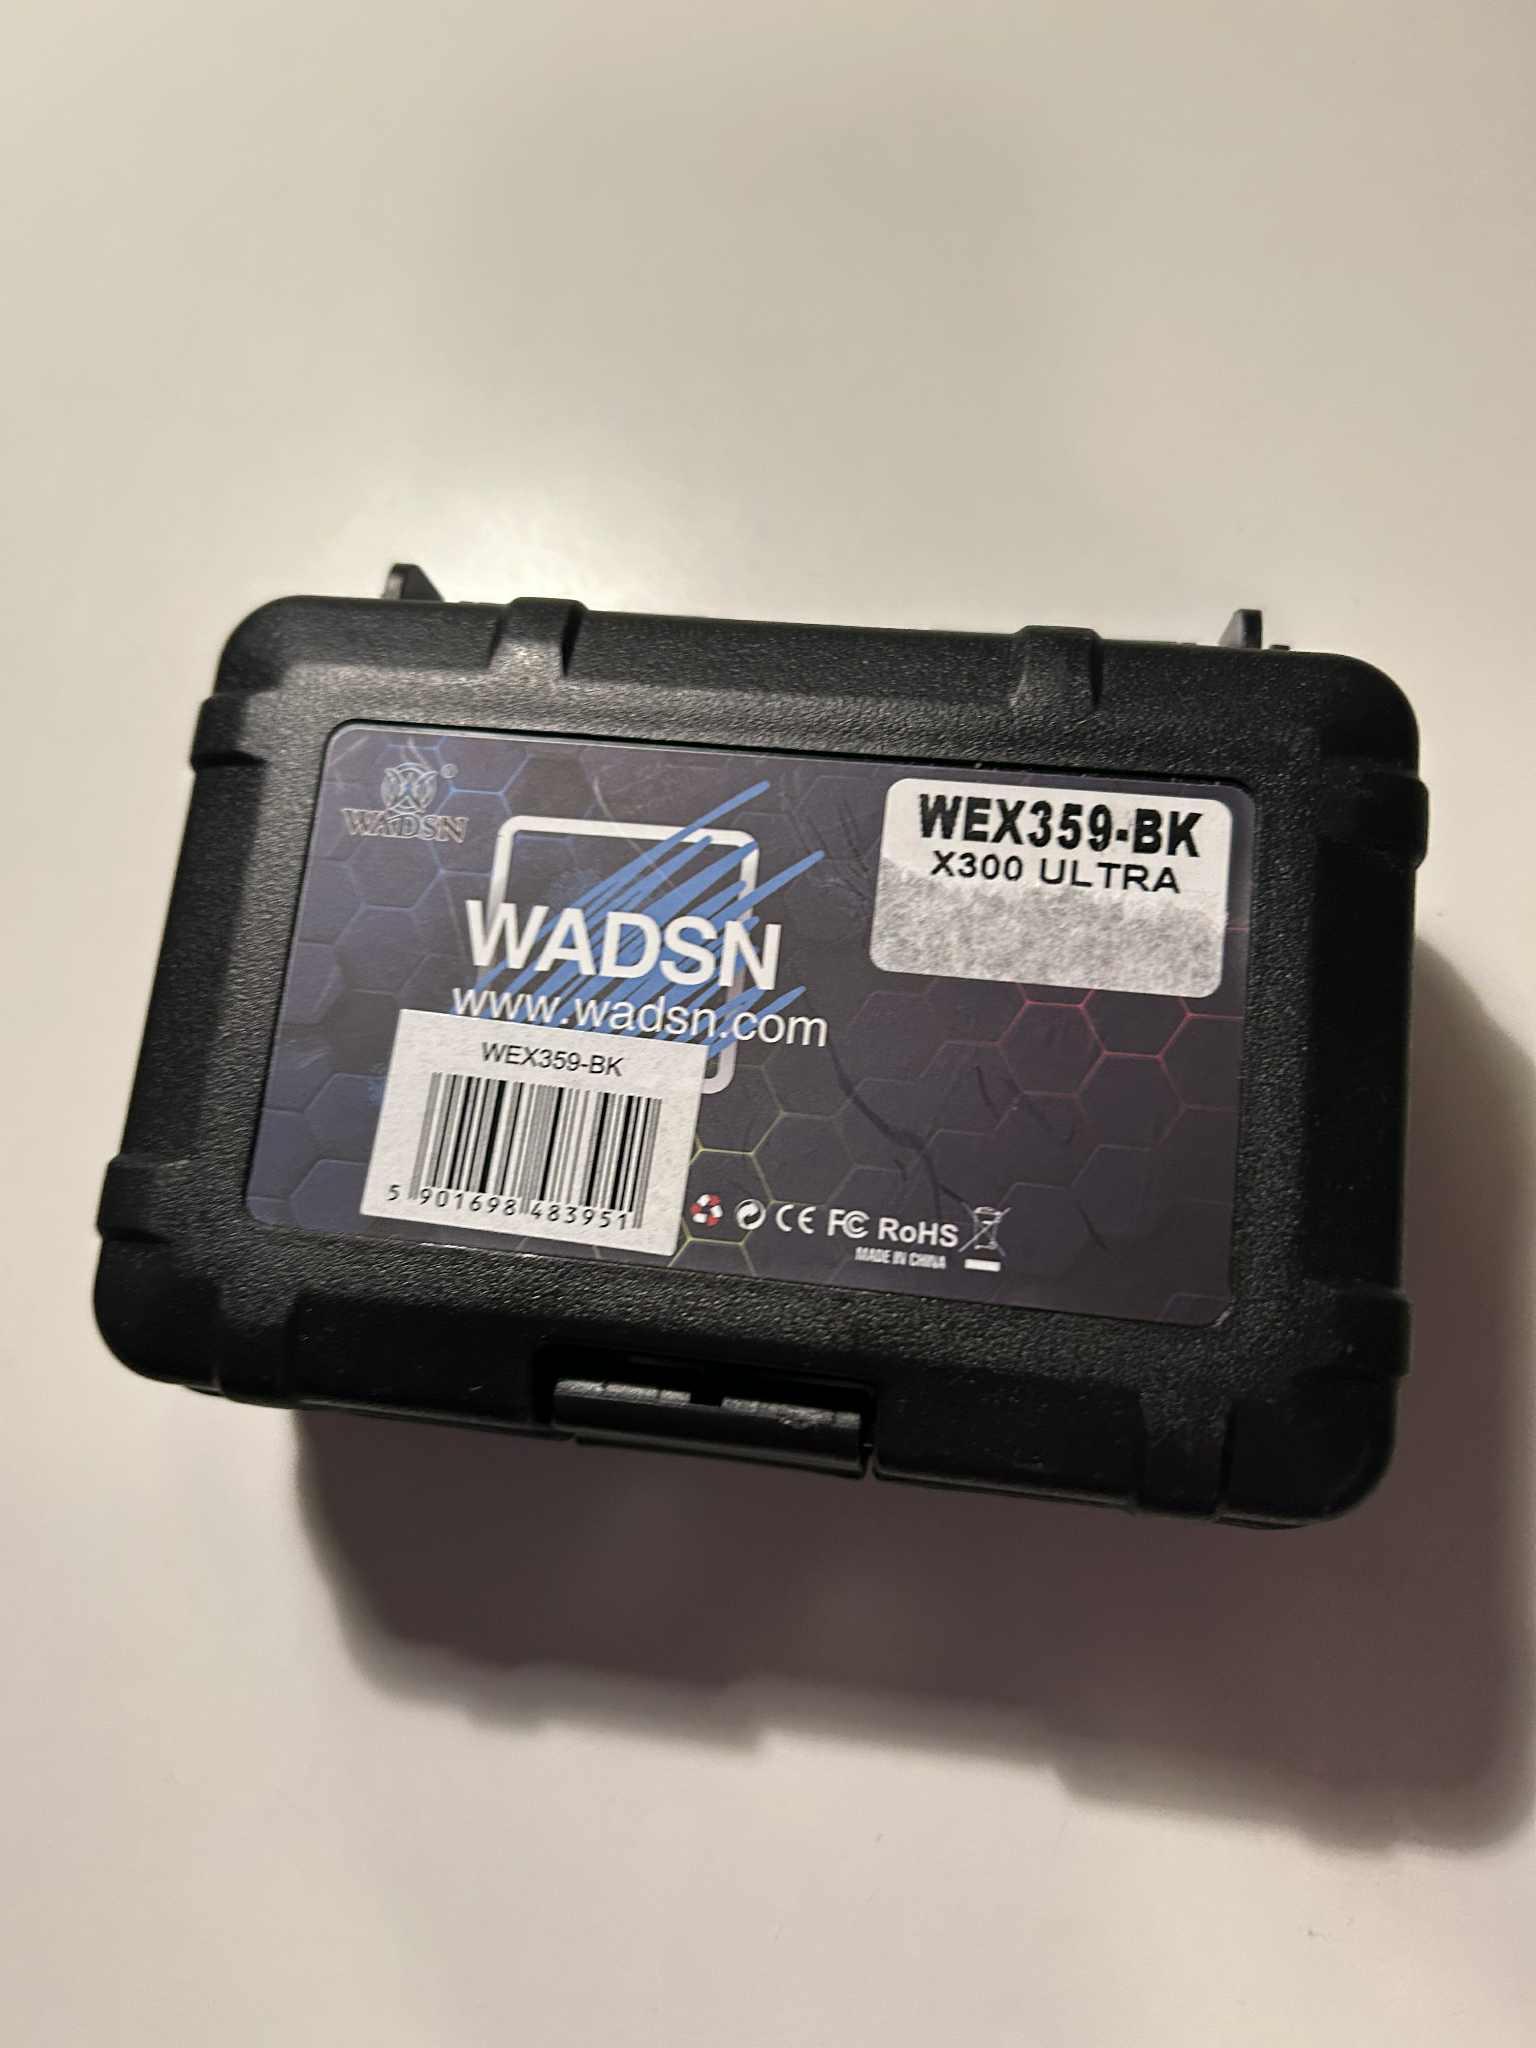 WADSN
WEX359-BK
X300 ULTRA
WADSN
www.wadsn.com
WEX359-BK
5 901698 483951
CE FC RoHS
MADE IN CHINA